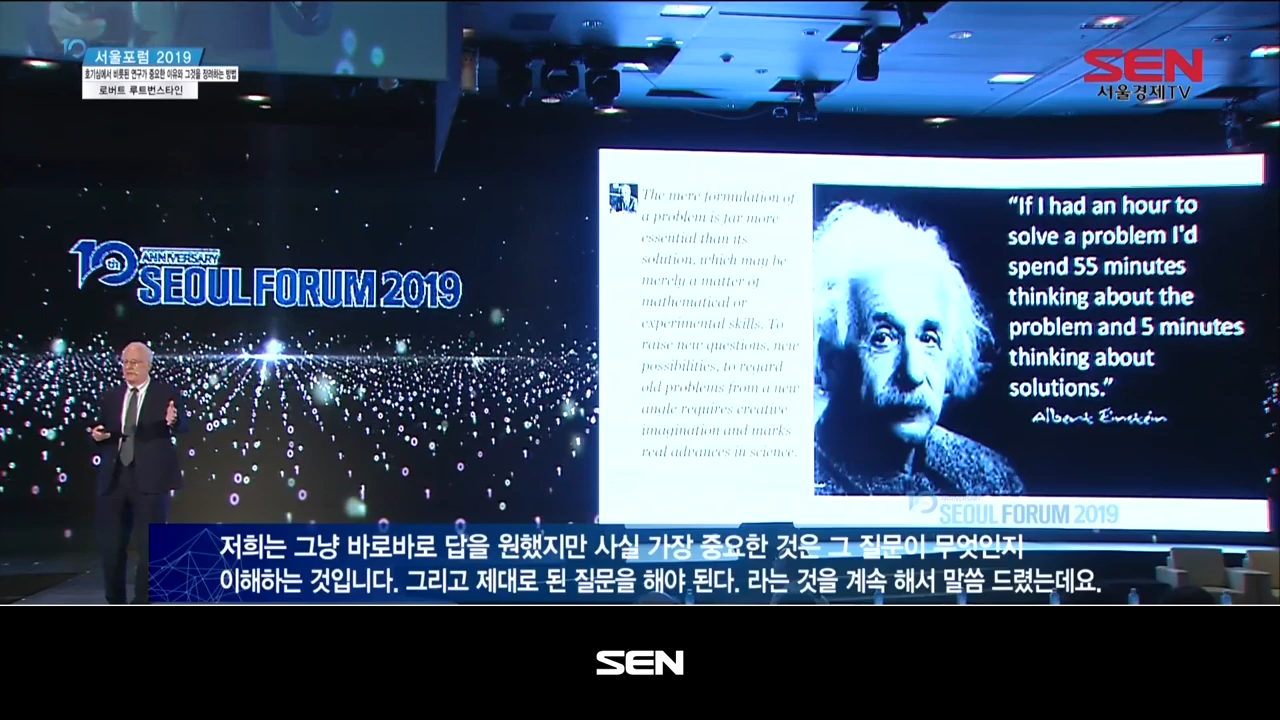 10
서울포럼 2019
호기심에서 비롯된 연구가 중요한 이유와 그것을 장려하는 방법
로버트 루트번스타인
SEN
서울경제TV
10th
ANNIVERSARY
SEOUL FORUM 2019
The mere formulation of
a problem is far more
essential than its
solution, which may be
merely a matter of
mathematical or
experimental skills. To
raise new questions, new
possibilities, to regard
old problems from a new
angle requires creative
imagination and marks
real advances in science.
“If I had an hour to
solve a problem I'd
spend 55 minutes
thinking about the
problem and 5 minutes
thinking about
solutions.”
Albert Einstein
10
SEOUL FORUM 2019
저희는 그냥 바로바로 답을 원했지만 사실 가장 중요한 것은 그 질문이 무엇인지
이해하는 것입니다. 그리고 제대로 된 질문을 해야 된다. 라는 것을 계속 해서 말씀 드렸는데요.
SEN